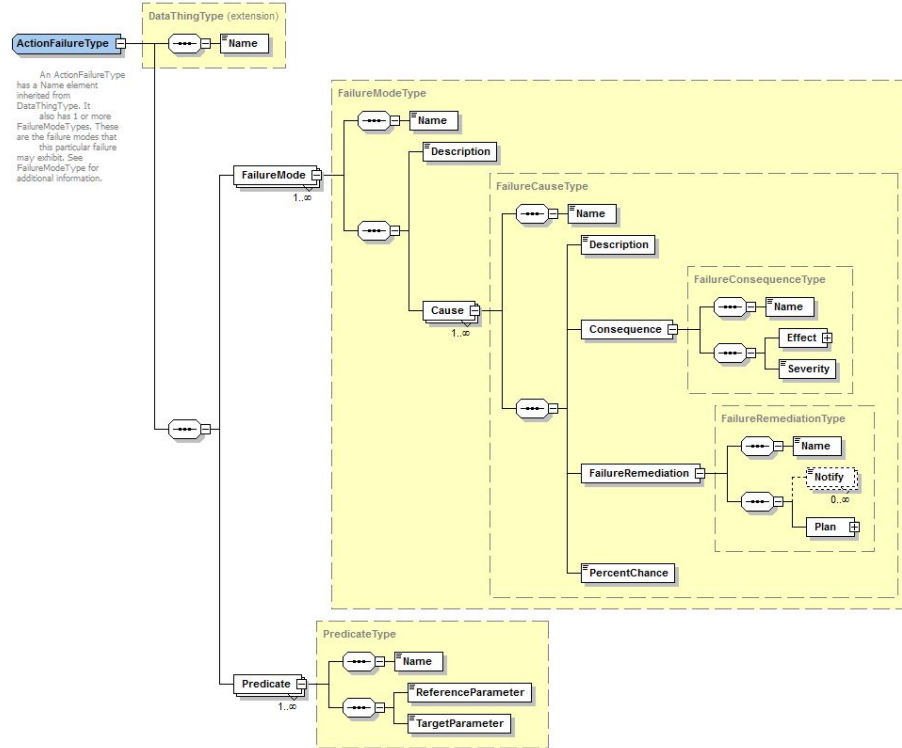 DataThingType (extension)
ActionFailureType
Name
An ActionFailureType
has a Name element
inherited from
DataThingType. It
also has 1 or more
FailureModeTypes. These
are the failure modes that
this particular failure
may exhibit. See
FailureModeType for
additional information.
FailureModeType
Name
Description
FailureMode
1..∞
FailureCauseType
Name
Description
FailureConsequenceType
Name
Cause
1..∞
Consequence
Effect
Severity
FailureRemediationType
Name
FailureRemediation
Notify
0..∞
Plan
PercentChance
PredicateType
Name
Predicate
1..∞
ReferenceParameter
TargetParameter